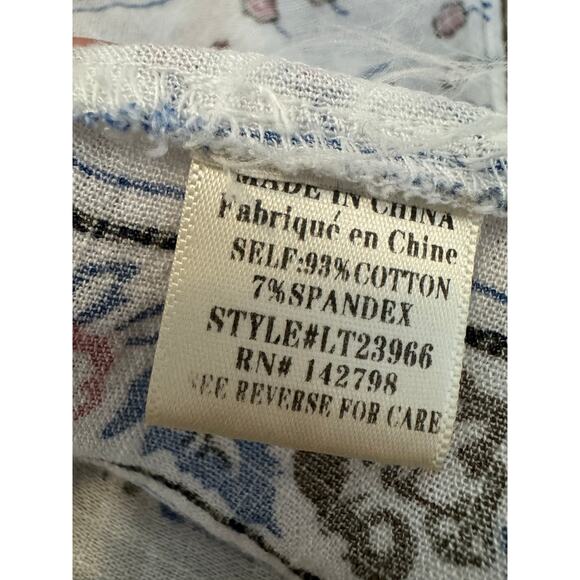 MADE IN CHINA
Fabriqué en Chine
SELF:93%COTTON
7%SPANDEX
STYLE#LT23966
RN# 142798
SEE REVERSE FOR CARE